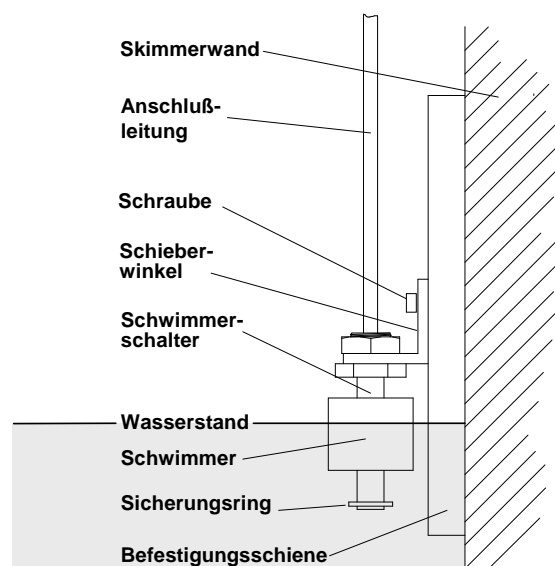 Skimmerwand
Anschluß-
leitung
Schraube
Schieber-
winkel
Schwimmer-
schalter
Wasserstand
Schwimmer
Sicherungsring
Befestigungsschiene